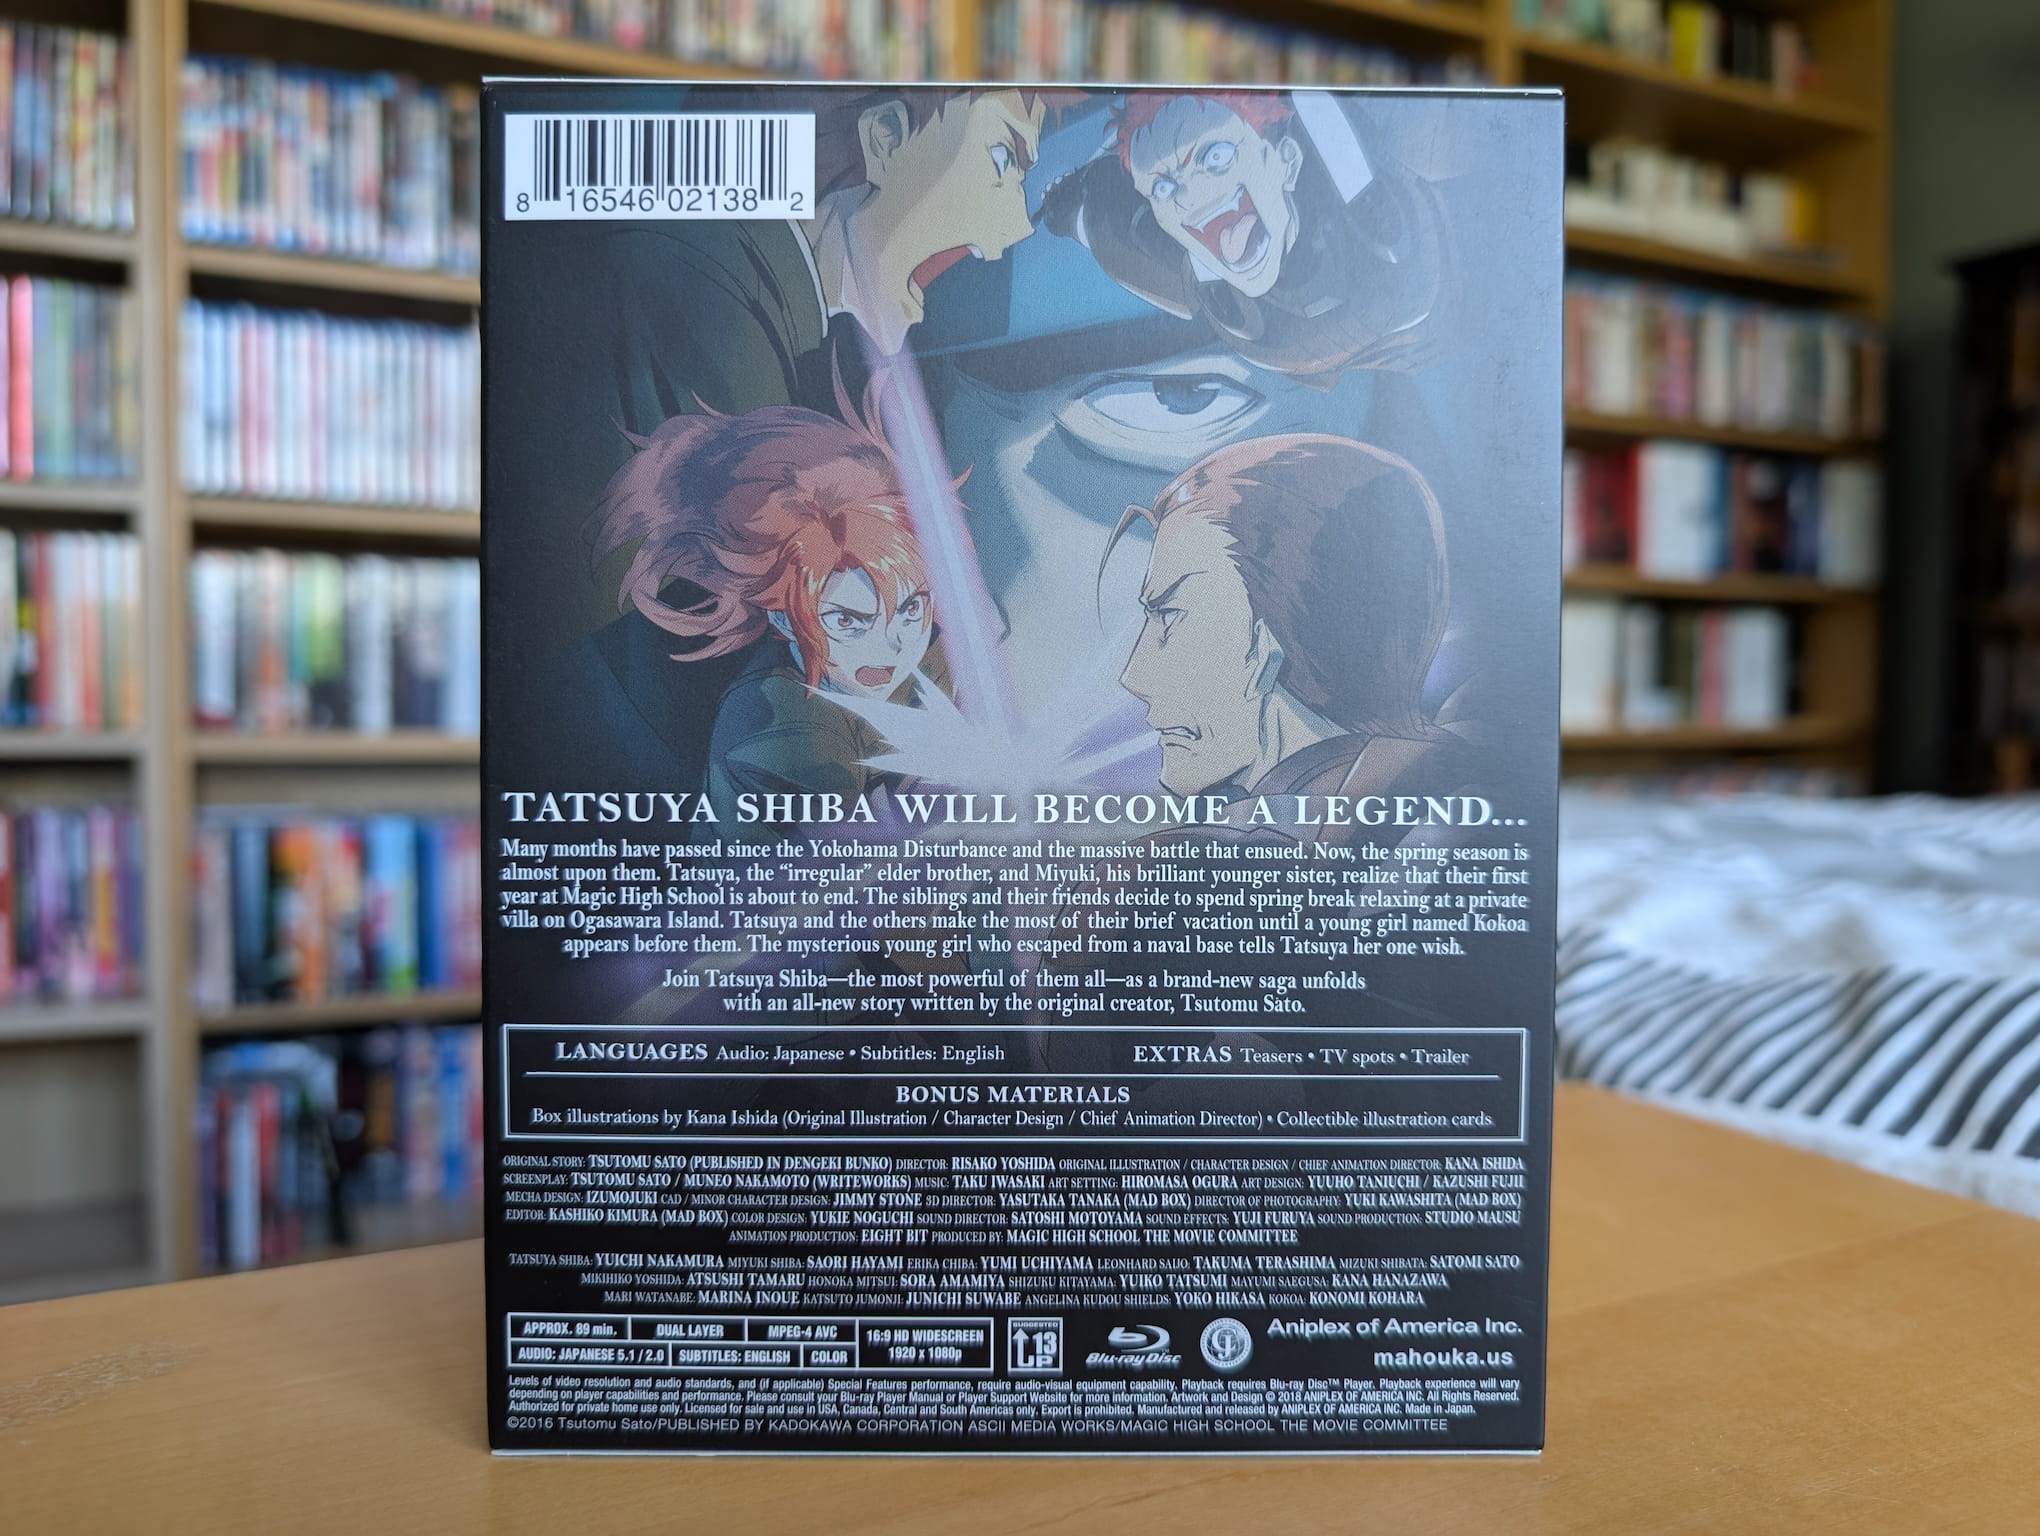 8 16546 02138 2
TATSUYA SHIBA WILL BECOME A LEGEND...
Many months have passed since the Yokohama Disturbance and the massive battle that ensued. Now, the spring season is
almost upon them. Tatsuya, the “irregular” elder brother, and Miyuki, his brilliant younger sister, realize that their first
year at Magic High School is about to end. The siblings and their friends decide to spend spring break relaxing at a private
villa on Ogasawara Island. Tatsuya and the others make the most of their brief vacation until a young girl named Kokoa
appears before them. The mysterious young girl who escaped from a naval base tells Tatsuya her one wish.
Join Tatsuya Shiba—the most powerful of them all—as a brand-new saga unfolds
with an all-new story written by the original creator, Tsutomu Sato.
LANGUAGES Audio: Japanese • Subtitles: English EXTRAS Teasers • TV spots • Trailer
BONUS MATERIALS
Box illustrations by Kana Ishida (Original Illustration / Character Design / Chief Animation Director) • Collectible illustration cards
ORIGINAL STORY: TSUTOMU SATO (PUBLISHED IN DENGEKI BUNKO) DIRECTOR: RISAKO YOSHIDA ORIGINAL ILLUSTRATION / CHARACTER DESIGN / CHIEF ANIMATION DIRECTOR: KANA ISHIDA
SCREENPLAY: TSUTOMU SATO / MUNEO NAKAMOTO (WRITEWORKS) MUSIC: TAKU IWASAKI ART SETTING: HIROMASA OGURA ART DESIGN: YUUHO TANIUCHI / KAZUSHI FUJII
MECHA DESIGN: IZUMOJUKI CAD / MINOR CHARACTER DESIGN: JIMMY STONE 3D DIRECTOR: YASUTAKA TANAKA (MAD BOX) DIRECTOR OF PHOTOGRAPHY: YUKI KAWASHITA (MAD BOX)
EDITOR: KASHIKO KIMURA (MAD BOX) COLOR DESIGN: YUKIE NOGUCHI SOUND DIRECTOR: SATOSHI MOTOYAMA SOUND EFFECTS: YUJI FURUYA SOUND PRODUCTION: STUDIO MAUSU
ANIMATION PRODUCTION: EIGHT BIT PRODUCED BY: MAGIC HIGH SCHOOL THE MOVIE COMMITTEE
TATSUYA SHIBA: YUICHI NAKAMURA MIYUKI SHIBA: SAORI HAYAMI ERIKA CHIBA: YUMI UCHIYAMA LEONHARD SAIJO: TAKUMA TERASHIMA MIZUKI SHIBATA: SATOMI SATO
MIKIHIKO YOSHIDA: ATSUSHI TAMARU HONOKA MITSUI: SORA AMAMIYA SHIZUKU KITAYAMA: YUIKO TATSUMI MAYUMI SAEGUSA: KANA HANAZAWA
MARI WATANABE: MARINA INOUE KATSUTO JUMONJI: JUNICHI SUWABE ANGELINA KUDOU SHIELDS: YOKO HIKASA KOKOA: KONOMI KOHARA
APPROX. 89 min. DUAL LAYER MPEG-4 AVC
AUDIO: JAPANESE 5.1 / 2.0 SUBTITLES: ENGLISH COLOR
16:9 HD WIDESCREEN
1920 x 1080p
SUGGESTED
13
UP
Blu-ray Disc
Aniplex of America Inc.
mahouka.us
Levels of video resolution and audio standards, and (if applicable) Special Features performance, require audio-visual equipment capability. Playback requires Blu-ray Disc™ Player. Playback experience will vary
depending on player capabilities and performance. Please consult your Blu-ray Player Manual or Player Support Website for more information. Artwork and Design © 2018 ANIPLEX OF AMERICA INC. All Rights Reserved.
Authorized for private home use only. Licensed for sale and use in USA, Canada, Central and South Americas only. Export is prohibited. Manufactured and released by ANIPLEX OF AMERICA INC. Made in Japan.
©2016 Tsutomu Sato/PUBLISHED BY KADOKAWA CORPORATION ASCII MEDIA WORKS/MAGIC HIGH SCHOOL THE MOVIE COMMITTEE